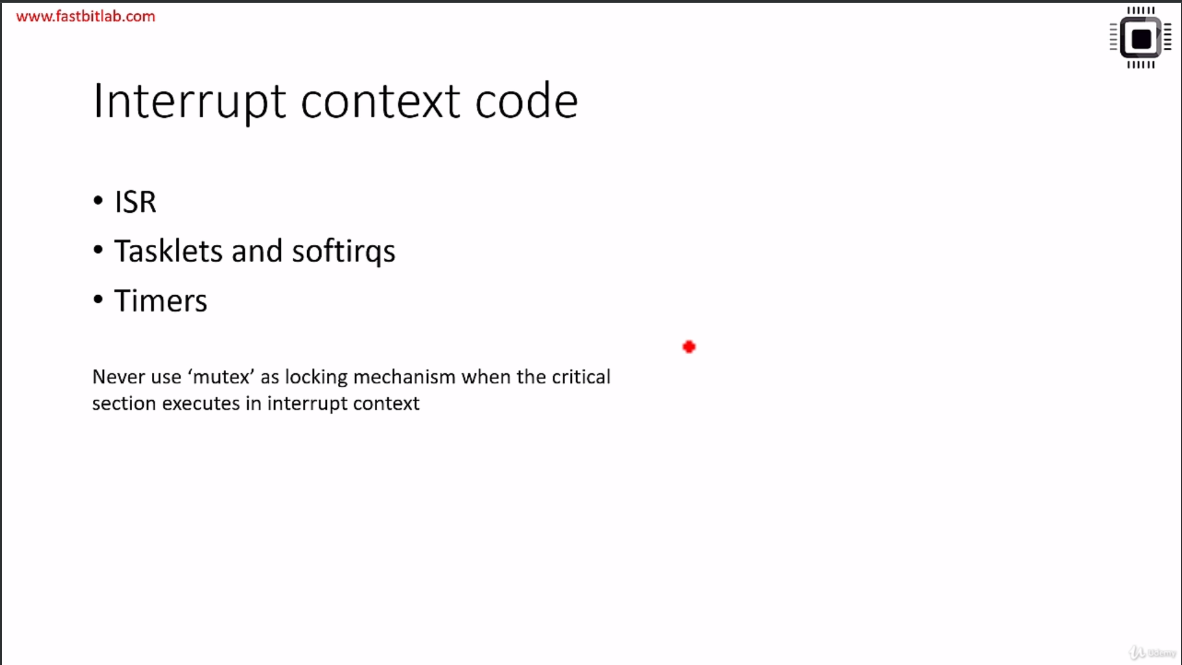 www.fastbitlab.com
Interrupt context code
• ISR
• Tasklets and softirqs
• Timers
Never use ‘mutex’ as locking mechanism when the critical
section executes in interrupt context
Udemy